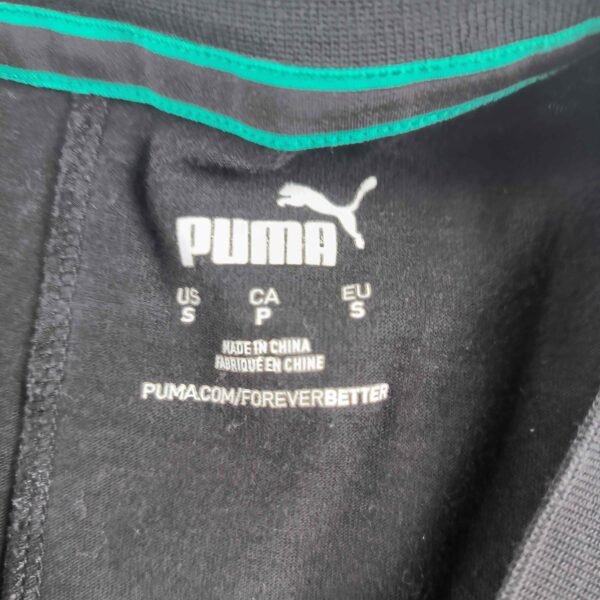 PUMA
US CA EU
S P S
MADE IN CHINA
FABRIQUÉ EN CHINE
PUMA.COM/FOREVERBETTER